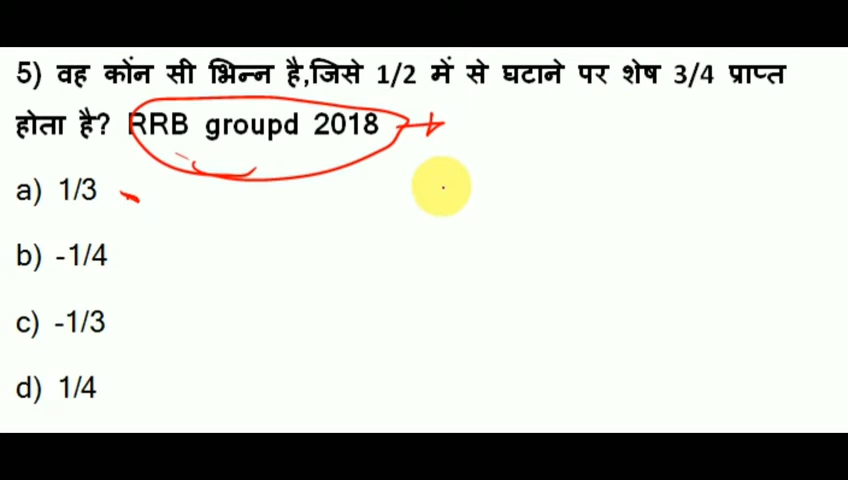 5) वह कोंन सी भिन्न है,जिसे 1/2 में से घटाने पर शेष 3/4 प्राप्त
होता है? RRB groupd 2018
a) 1/3
b) -1/4
c) -1/3
d) 1/4